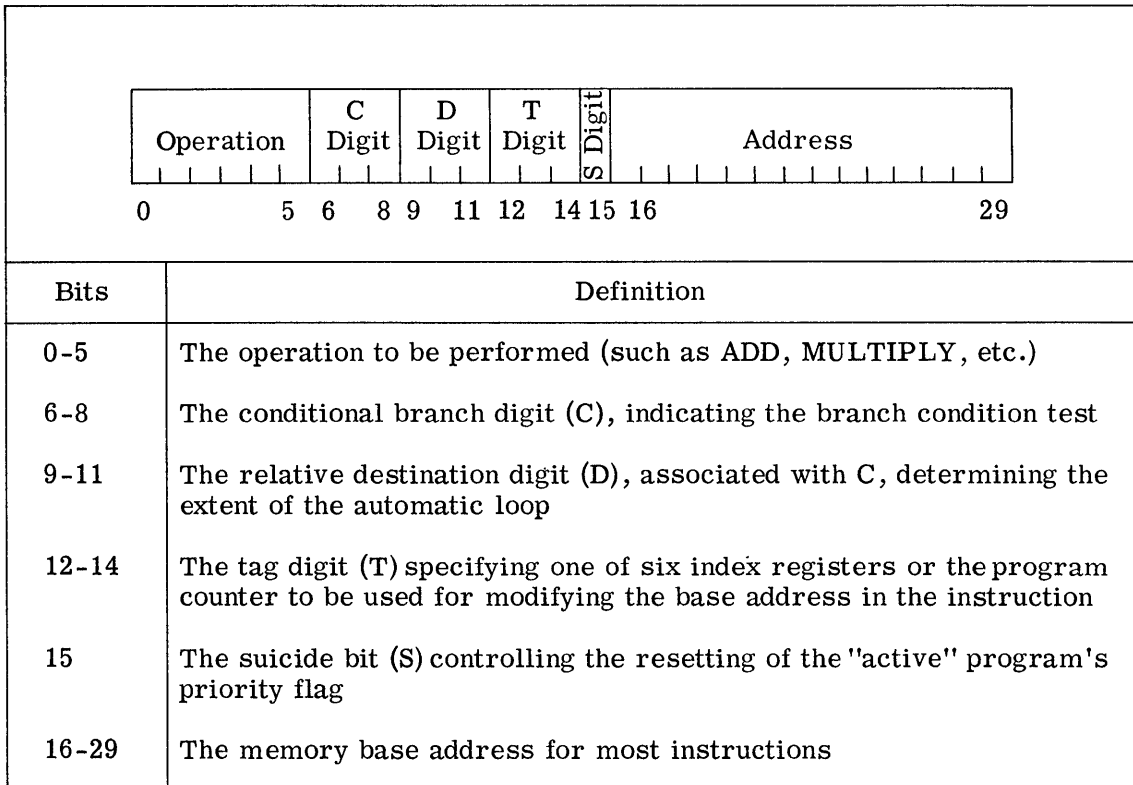 C D T S Digit
Operation Digit Digit Digit Address
0 5 6 8 9 11 12 14 15 16 29
Bits Definition
0-5 The operation to be performed (such as ADD, MULTIPLY, etc.)
6-8 The conditional branch digit (C), indicating the branch condition test
9-11 The relative destination digit (D), associated with C, determining the
extent of the automatic loop
12-14 The tag digit (T) specifying one of six index registers or the program
counter to be used for modifying the base address in the instruction
15 The suicide bit (S) controlling the resetting of the "active" program's
priority flag
16-29 The memory base address for most instructions